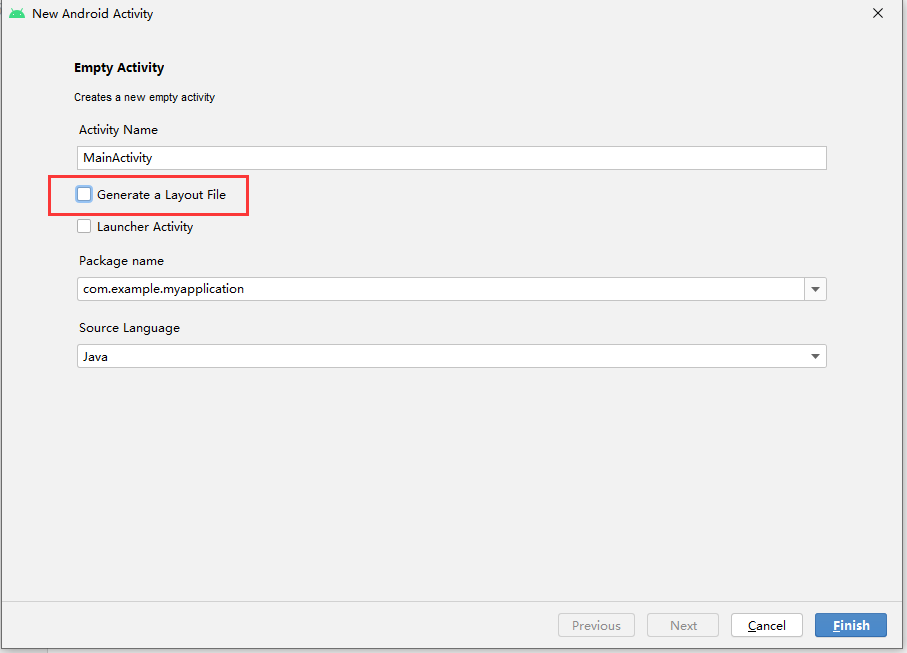 New Android Activity
Empty Activity
Creates a new empty activity
Activity Name
MainActivity
Generate a Layout File
Launcher Activity
Package name
com.example.myapplication
Source Language
Java
Previous
Next
Cancel
Finish